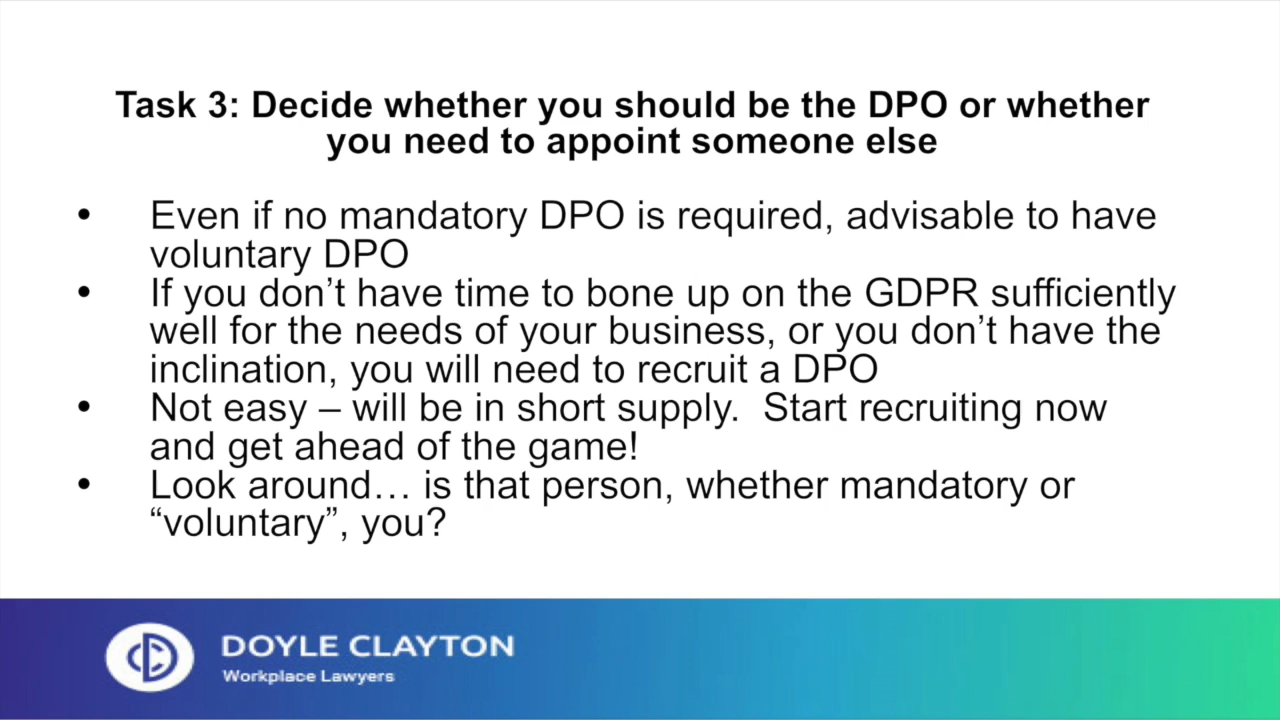 Task 3: Decide whether you should be the DPO or whether
you need to appoint someone else
• Even if no mandatory DPO is required, advisable to have
voluntary DPO
• If you don’t have time to bone up on the GDPR sufficiently
well for the needs of your business, or you don’t have the
inclination, you will need to recruit a DPO
• Not easy – will be in short supply.  Start recruiting now
and get ahead of the game!
• Look around… is that person, whether mandatory or
“voluntary”, you?
DOYLE CLAYTON
Workplace Lawyers